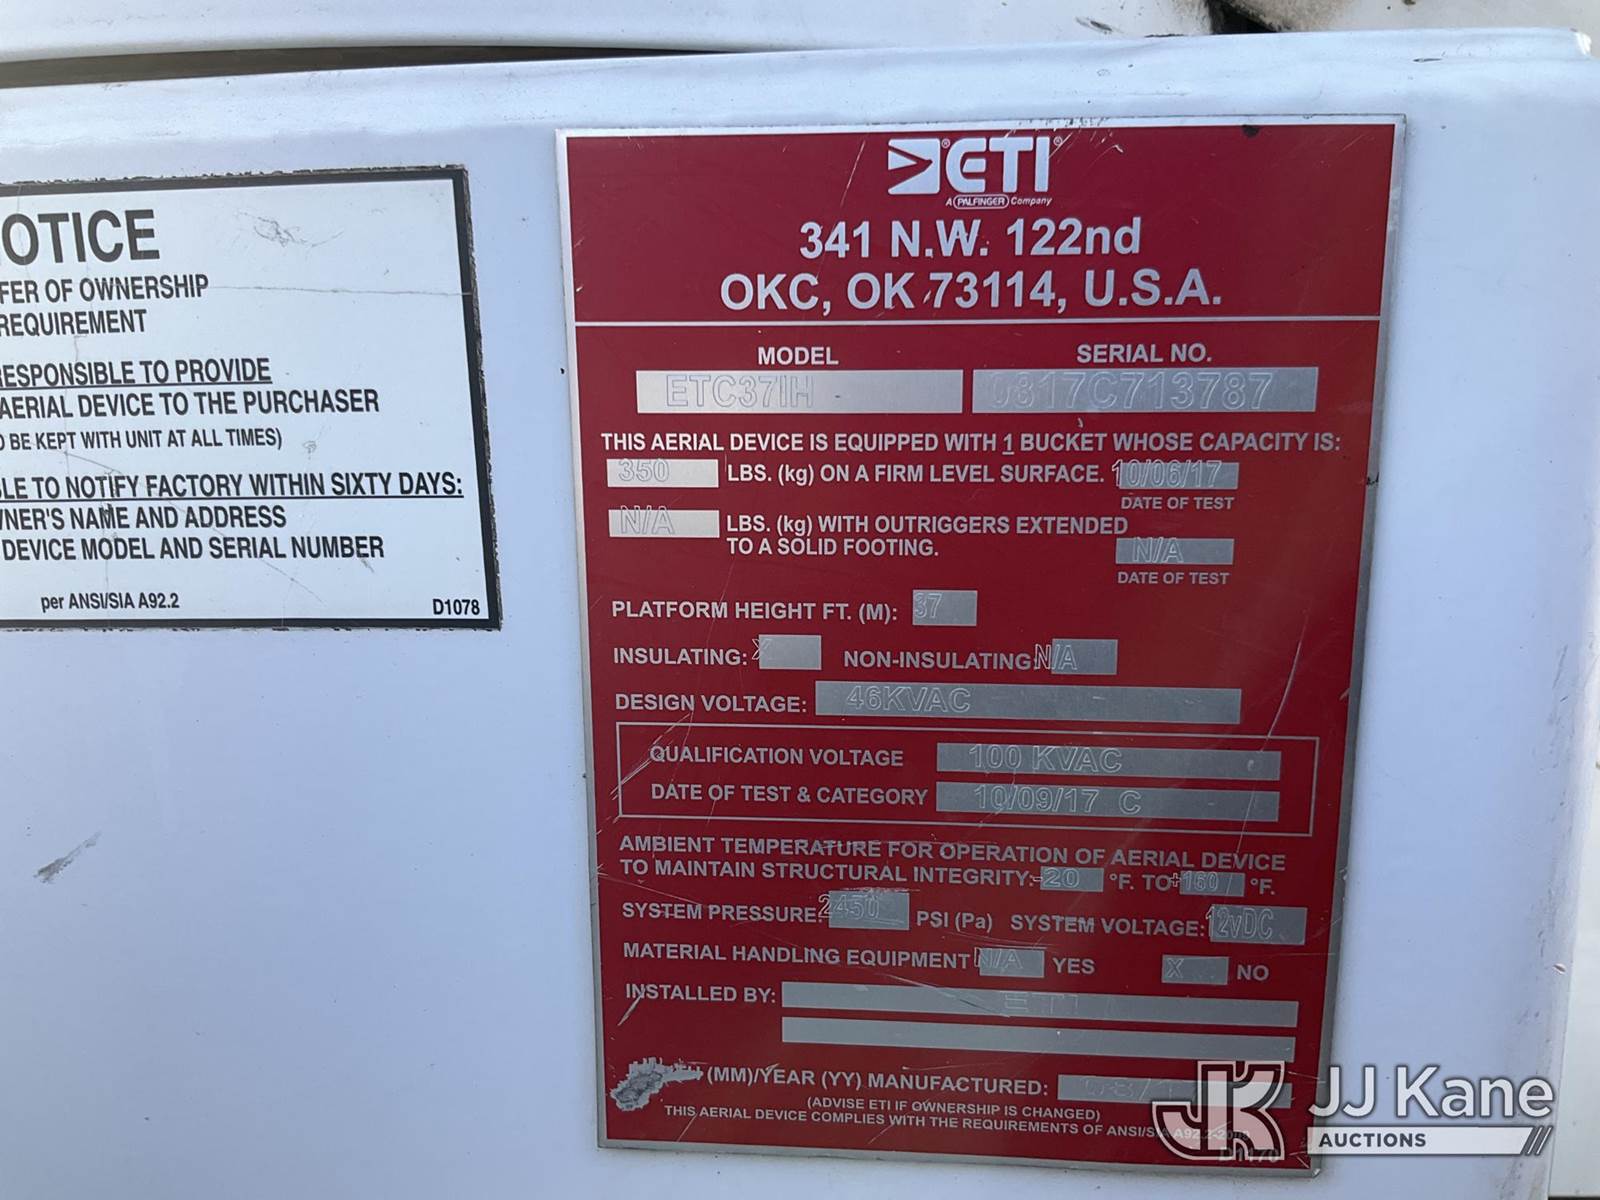 OTICE
FER OF OWNERSHIP
REQUIREMENT
ESPONSIBLE TO PROVIDE
AERIAL DEVICE TO THE PURCHASER
BE KEPT WITH UNIT AT ALL TIMES)
LE TO NOTIFY FACTORY WITHIN SIXTY DAYS:
NER'S NAME AND ADDRESS
DEVICE MODEL AND SERIAL NUMBER
per ANSI/SIA A92.2 D1078
ETI
A PALFINGER Company
341 N.W. 122nd
OKC, OK 73114, U.S.A.
MODEL SERIAL NO.
ETC37IH 0817C713787
THIS AERIAL DEVICE IS EQUIPPED WITH 1 BUCKET WHOSE CAPACITY IS:
350 LBS. (kg) ON A FIRM LEVEL SURFACE. 10/06/17
DATE OF TEST
N/A LBS. (kg) WITH OUTRIGGERS EXTENDED
TO A SOLID FOOTING. N/A
DATE OF TEST
PLATFORM HEIGHT FT. (M): 37
INSULATING: X NON-INSULATING N/A
DESIGN VOLTAGE: 46KVAC
QUALIFICATION VOLTAGE 100 KVAC
DATE OF TEST & CATEGORY 10/09/17 C
AMBIENT TEMPERATURE FOR OPERATION OF AERIAL DEVICE
TO MAINTAIN STRUCTURAL INTEGRITY: -20 °F. TO +160 °F.
SYSTEM PRESSURE: 2450 PSI (Pa) SYSTEM VOLTAGE: 12VDC
MATERIAL HANDLING EQUIPMENT N/A YES X NO
INSTALLED BY: ETI
(MM)/YEAR (YY) MANUFACTURED:
(ADVISE ETI IF OWNERSHIP IS CHANGED)
THIS AERIAL DEVICE COMPLIES WITH THE REQUIREMENTS OF ANSI/SIA A92.2-2009
JK JJ Kane
AUCTIONS